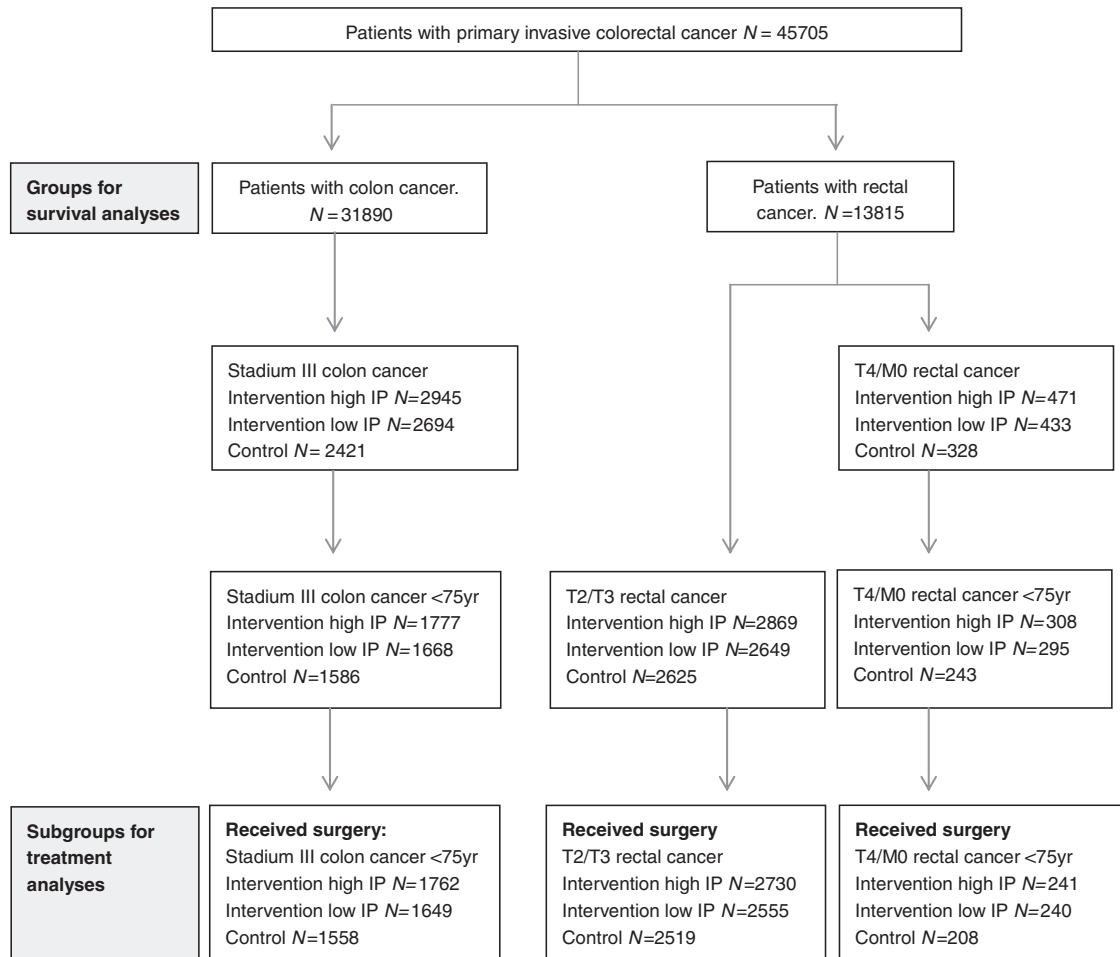 Patients with primary invasive colorectal cancer N = 45705
Groups for
survival analyses
Patients with colon cancer.
N = 31890
Patients with rectal
cancer. N =13815
Stadium III colon cancer
Intervention high IP N=2945
Intervention low IP N=2694
Control N= 2421
T4/M0 rectal cancer
Intervention high IP N=471
Intervention low IP N=433
Control N=328
Stadium III colon cancer <75yr
Intervention high IP N=1777
Intervention low IP N=1668
Control N=1586
T2/T3 rectal cancer
Intervention high IP N=2869
Intervention low IP N=2649
Control N=2625
T4/M0 rectal cancer <75yr
Intervention high IP N=308
Intervention low IP N=295
Control N=243
Subgroups for
treatment
analyses
Received surgery:
Stadium III colon cancer <75yr
Intervention high IP N=1762
Intervention low IP N=1649
Control N=1558
Received surgery
T2/T3 rectal cancer
Intervention high IP N=2730
Intervention low IP N=2555
Control N=2519
Received surgery
T4/M0 rectal cancer <75yr
Intervention high IP N=241
Intervention low IP N=240
Control N=208